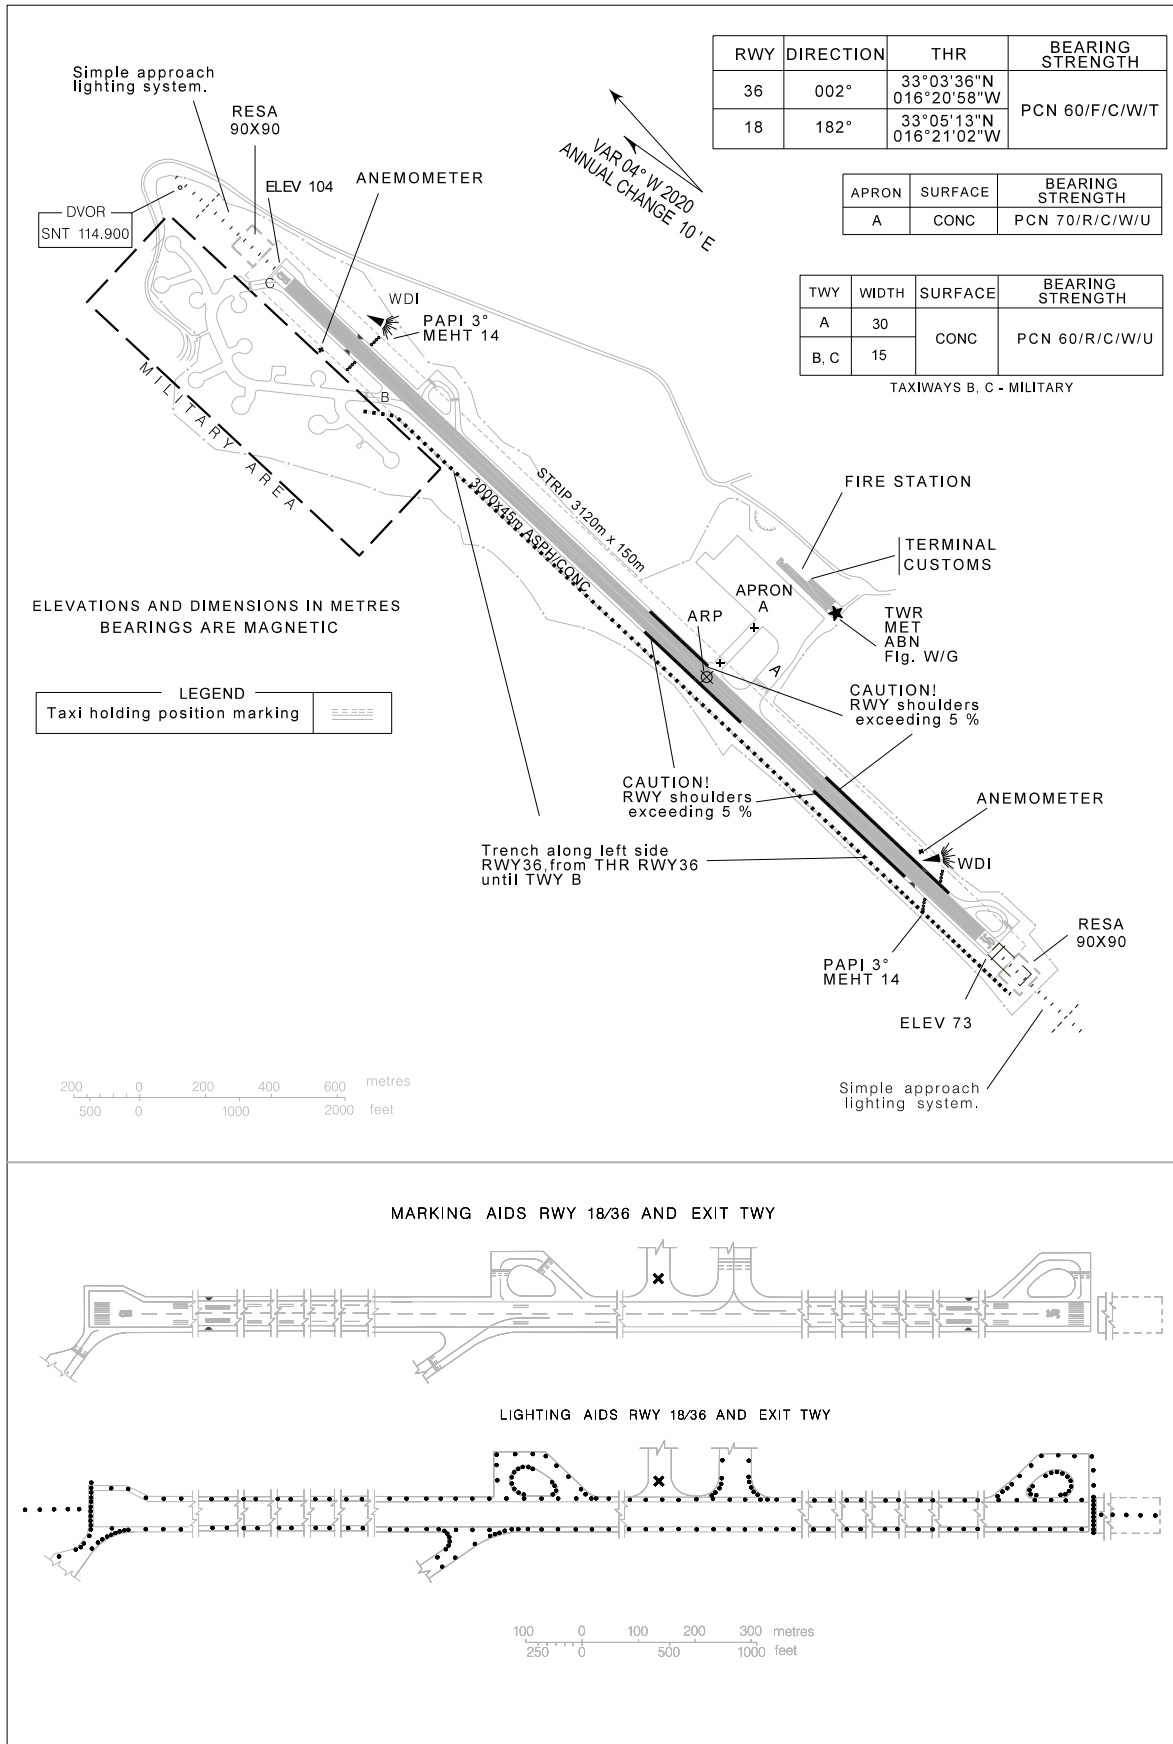 Simple approach
lighting system.
RESA
90X90
ELEV 104
ANEMOMETER
DVOR
SNT 114.900
C
WDI
PAPI 3°
MEHT 14
B
MILITARY AREA
VAR 04° W 2020
ANNUAL CHANGE 10' E
RWY DIRECTION THR BEARING STRENGTH
36 002° 33°03'36"N 016°20'58"W PCN 60/F/C/W/T
18 182° 33°05'13"N 016°21'02"W
APRON SURFACE BEARING STRENGTH
A CONC PCN 70/R/C/W/U
TWY WIDTH SURFACE BEARING STRENGTH
A 30 CONC PCN 60/R/C/W/U
B, C 15
TAXIWAYS B, C - MILITARY
STRIP 3120m x 150m
3000x45m ASPH/CONC
FIRE STATION
TERMINAL
CUSTOMS
APRON
A
ARP
TWR
MET
ABN
Flg. W/G
A
ELEVATIONS AND DIMENSIONS IN METRES
BEARINGS ARE MAGNETIC
LEGEND
Taxi holding position marking
CAUTION!
RWY shoulders
exceeding 5 %
CAUTION!
RWY shoulders
exceeding 5 %
ANEMOMETER
WDI
Trench along left side
RWY36,from THR RWY36
until TWY B
RESA
90X90
PAPI 3°
MEHT 14
ELEV 73
Simple approach
lighting system.
200 0 200 400 600 metres
500 0 1000 2000 feet
MARKING AIDS RWY 18/36 AND EXIT TWY
18
36
LIGHTING AIDS RWY 18/36 AND EXIT TWY
100 0 100 200 300 metres
250 0 500 1000 feet